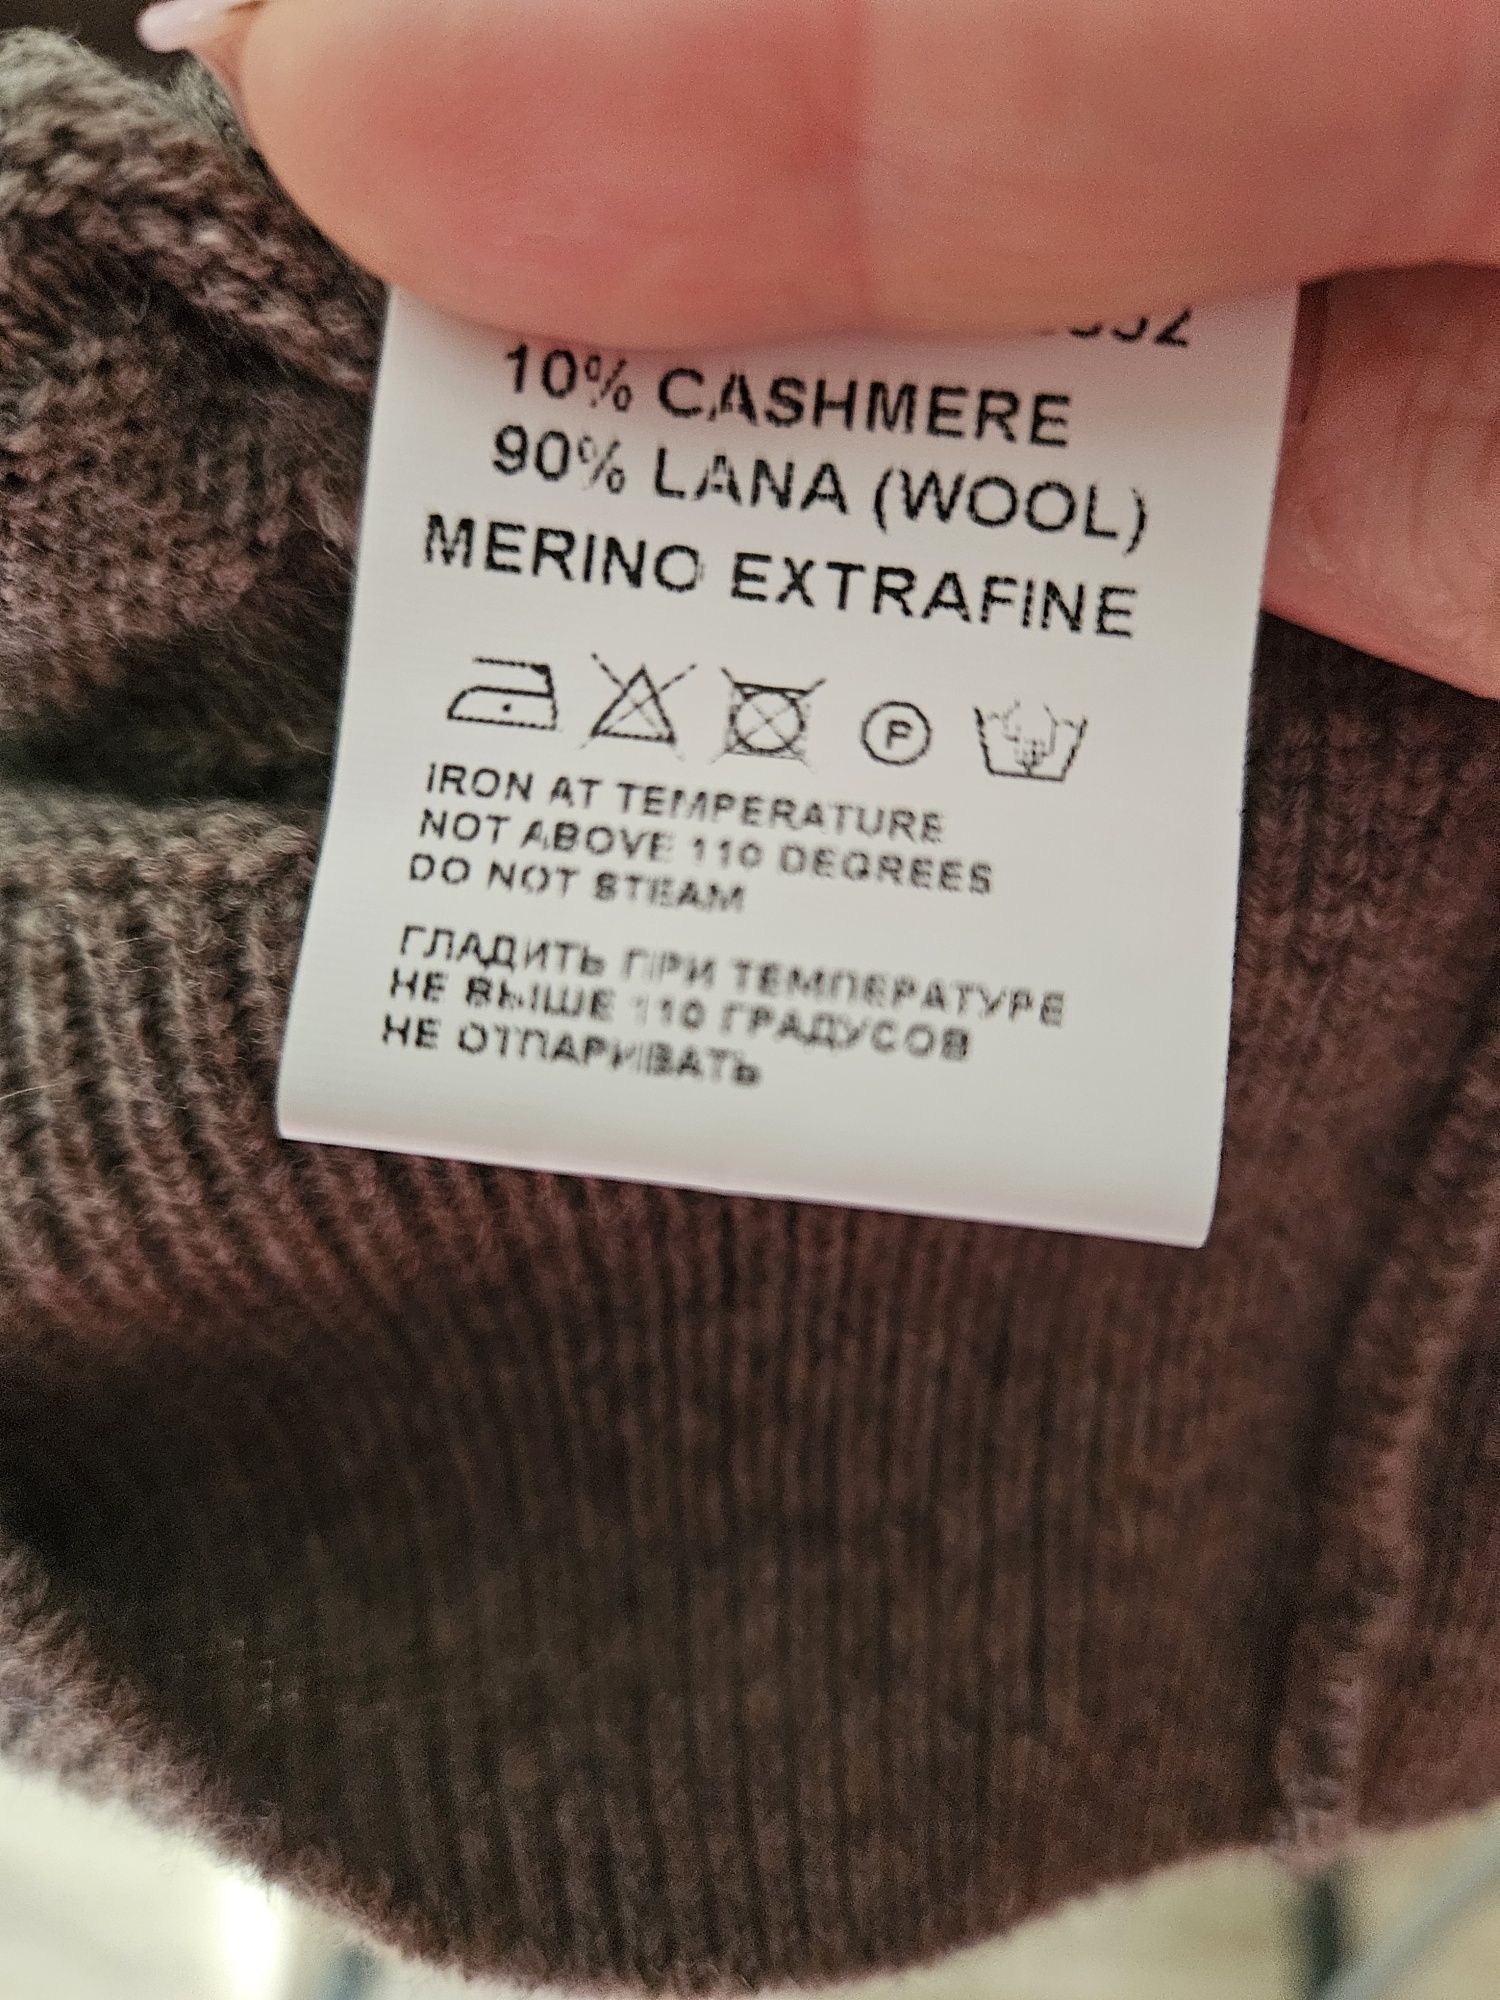 10% CASHMERE
90% LANA (WOOL)
MERINO EXTRAFINE
P
IRON AT TEMPERATURE
NOT ABOVE 110 DEGREES
DO NOT STEAM
ГЛАДИТЬ ПРИ ТЕМПЕРАТУРЕ
НЕ ВЫШЕ 110 ГРАДУСОВ
НЕ ОТПАРИВАТЬ